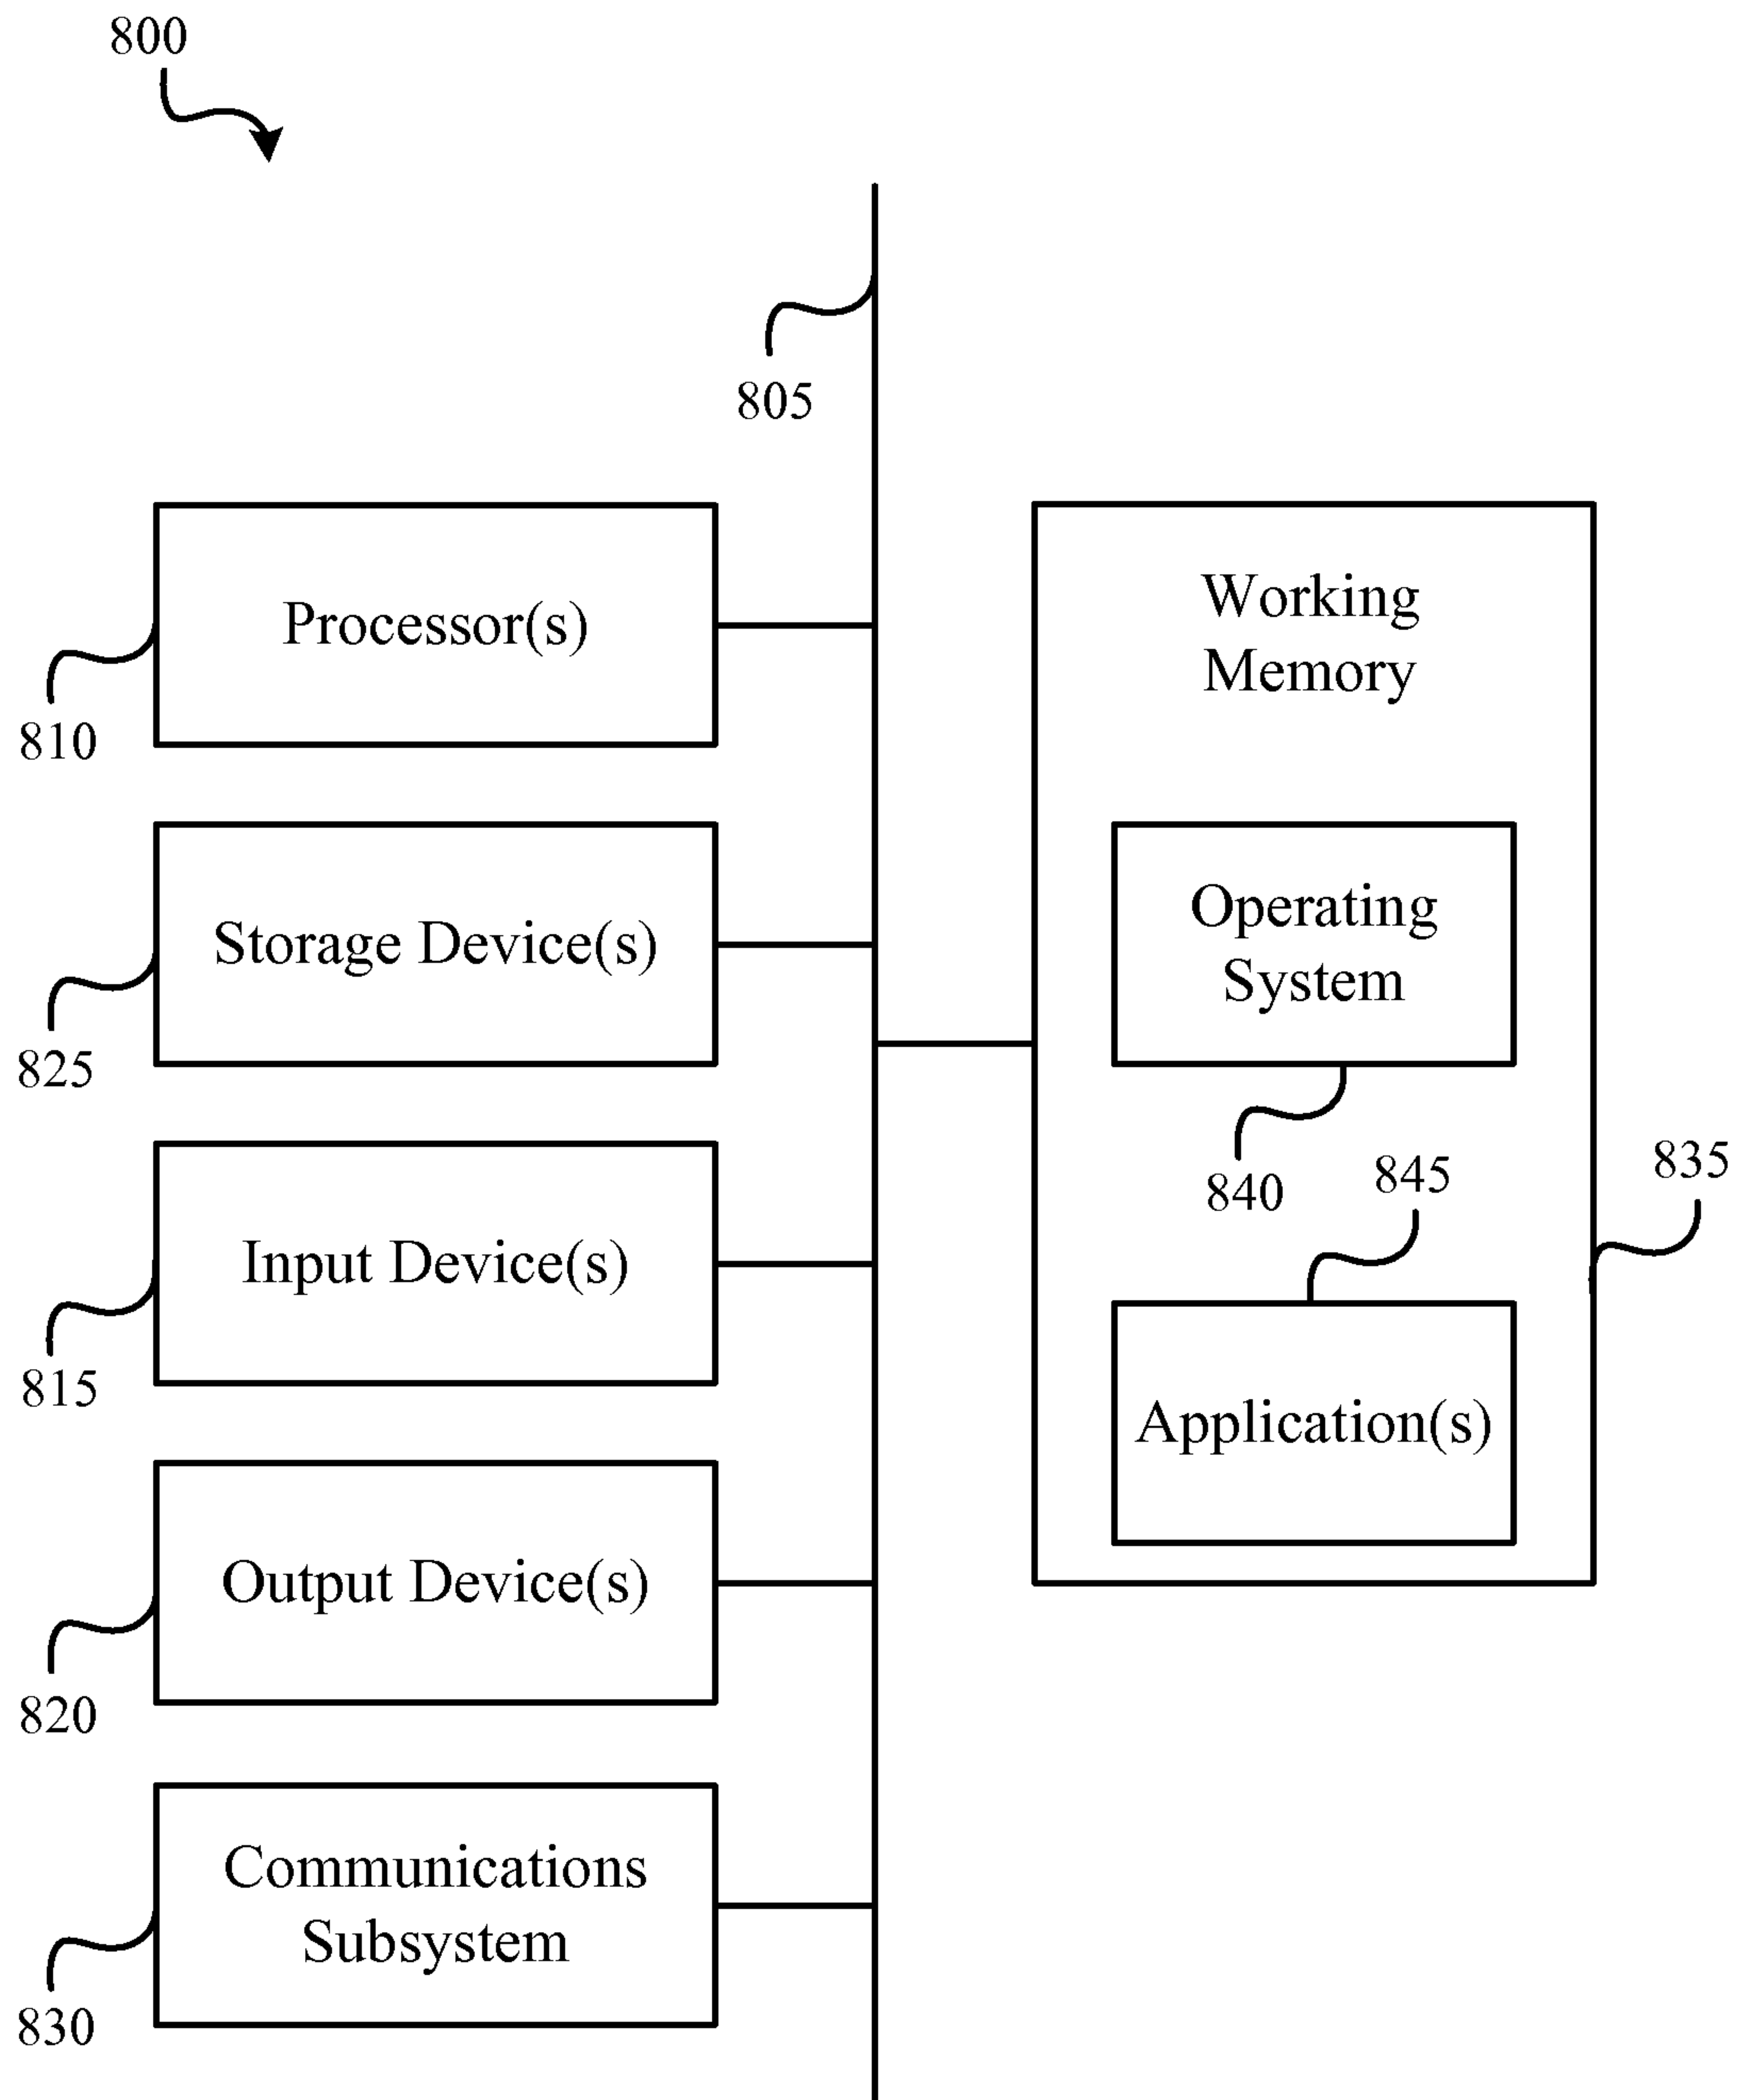 800
805
Processor(s)
810
Storage Device(s)
825
Input Device(s)
815
Output Device(s)
820
Communications
Subsystem
830
Working
Memory
Operating
System
840
845
835
Application(s)